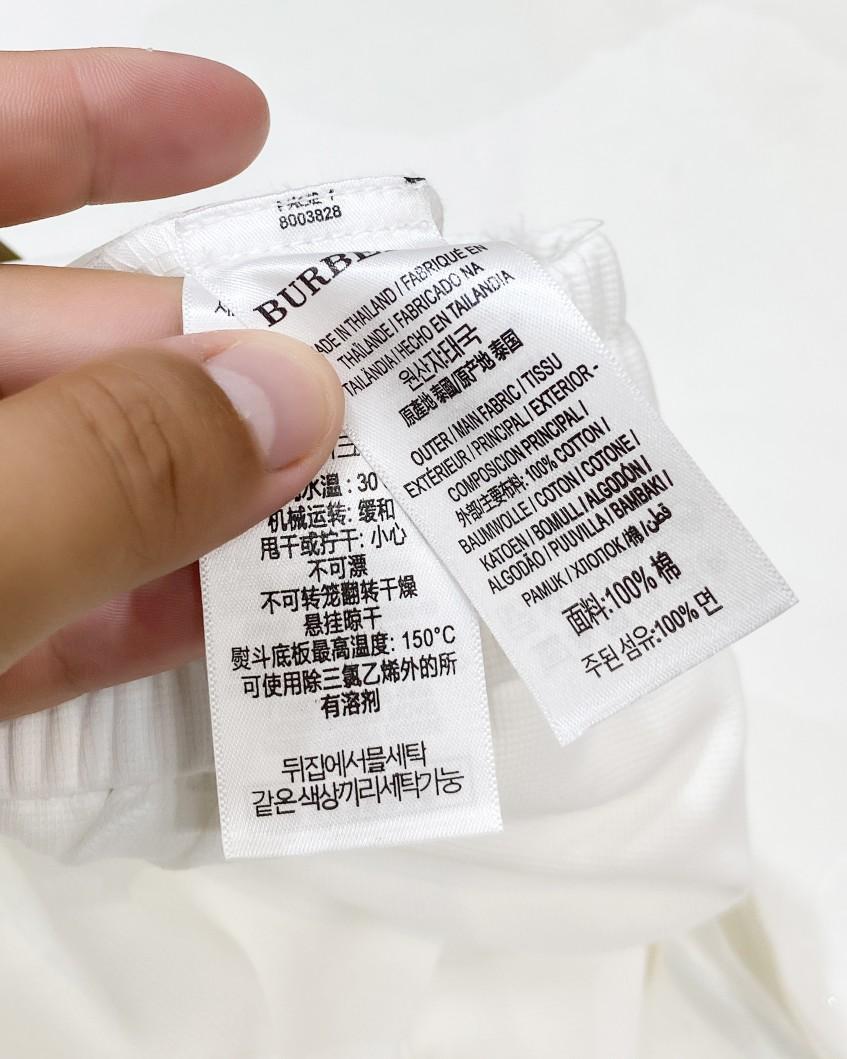 8003828
BURBE
ADE IN THAILAND / FABRIQUÉ EN
THAÏLANDE / FABRICADO NA
TAILÂNDIA / HECHO EN TAILANDIA
원산지:태국
原產地 泰國/原产地 泰国
OUTER / MAIN FABRIC / TISSU
EXTÉRIEUR / PRINCIPAL / EXTERIOR -
COMPOSICION PRINCIPAL /
外部/主要布料: 100% COTTON /
BAUMWOLLE / COTON / COTONE /
KATOEN / BOMULL / ALGODÓN /
ALGODÃO / PUUVILLA / BAMBAKI /
PAMUK / ХЛОПОК /棉/قطن
面料:100% 棉
주된 섬유:100% 면
水温 : 30
机械运转: 缓和
甩干或拧干: 小心
不可漂
不可转笼翻转干燥
悬挂晾干
熨斗底板最高温度: 150°C
可使用除三氯乙烯外的所
有溶剂
뒤집에서믈세탁
같은색상끼리세탁가능